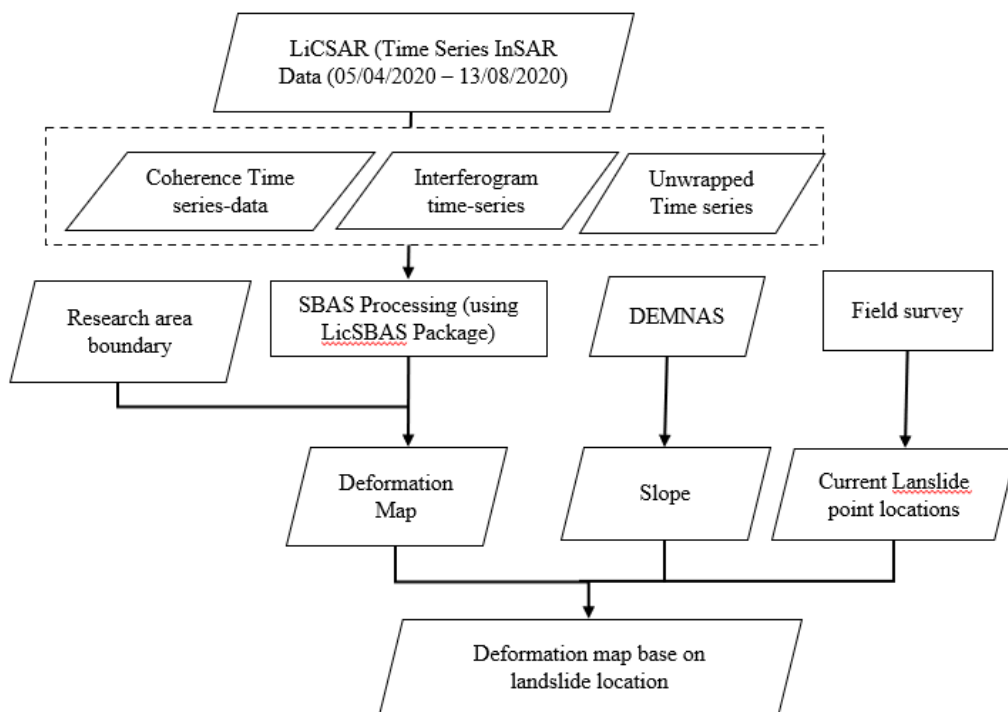 LiCSAR (Time Series InSAR
Data (05/04/2020 – 13/08/2020)
Coherence Time
series-data
Interferogram
time-series
Unwrapped
Time series
Research area
boundary
SBAS Processing (using
LicSBAS Package)
DEMNAS
Field survey
Deformation
Map
Slope
Current Lanslide
point locations
Deformation map base on
landslide location